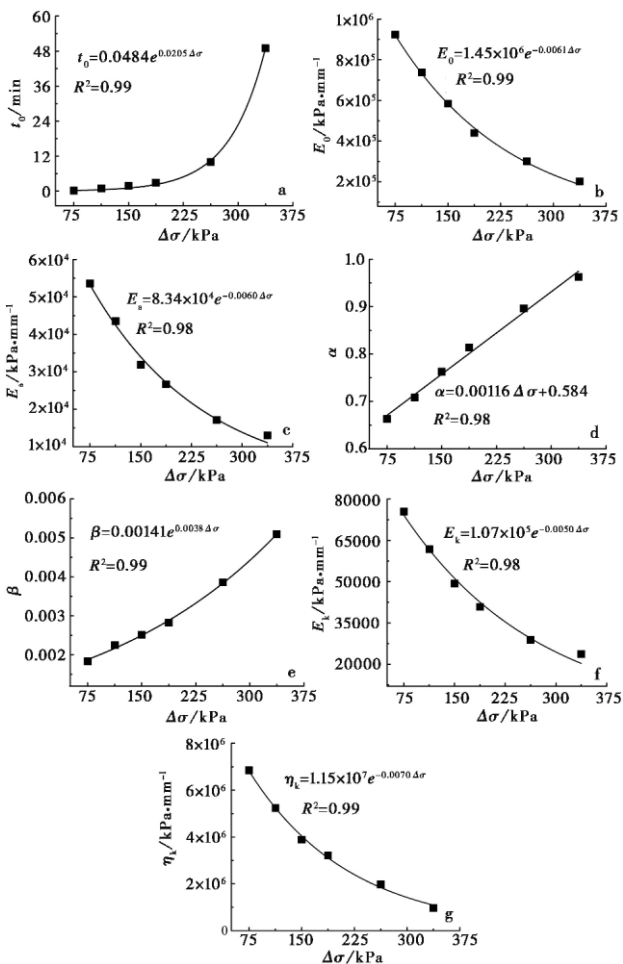 60
48
36
24
12
0
t₀/min
t₀=0.0484e^{0.0205Δσ}
R²=0.99
a
75 150 225 300 375
Δσ/kPa
1×10⁶
8×10⁵
6×10⁵
4×10⁵
2×10⁵
E₀/kPa•mm⁻¹
E₀=1.45×10⁶e^{-0.0061Δσ}
R²=0.99
b
75 150 225 300 375
Δσ/kPa
6×10⁴
5×10⁴
4×10⁴
3×10⁴
2×10⁴
1×10⁴
Eₐ/kPa•mm⁻¹
Eₐ=8.34×10⁴e^{-0.0060Δσ}
R²=0.98
c
75 150 225 300 375
Δσ/kPa
1.0
0.9
0.8
0.7
0.6
α
α=0.00116Δσ+0.584
R²=0.98
d
75 150 225 300 375
Δσ/kPa
0.006
0.005
0.004
0.003
0.002
β
β=0.00141e^{0.0038Δσ}
R²=0.99
e
75 150 225 300 375
Δσ/kPa
80000
65000
50000
35000
20000
Eₖ/kPa•mm⁻¹
Eₖ=1.07×10⁵e^{-0.0050Δσ}
R²=0.98
f
75 150 225 300 375
Δσ/kPa
8×10⁶
6×10⁶
4×10⁶
2×10⁶
0
ηₖ/kPa•mm⁻¹
ηₖ=1.15×10⁷e^{-0.0070Δσ}
R²=0.99
g
75 150 225 300 375
Δσ/kPa